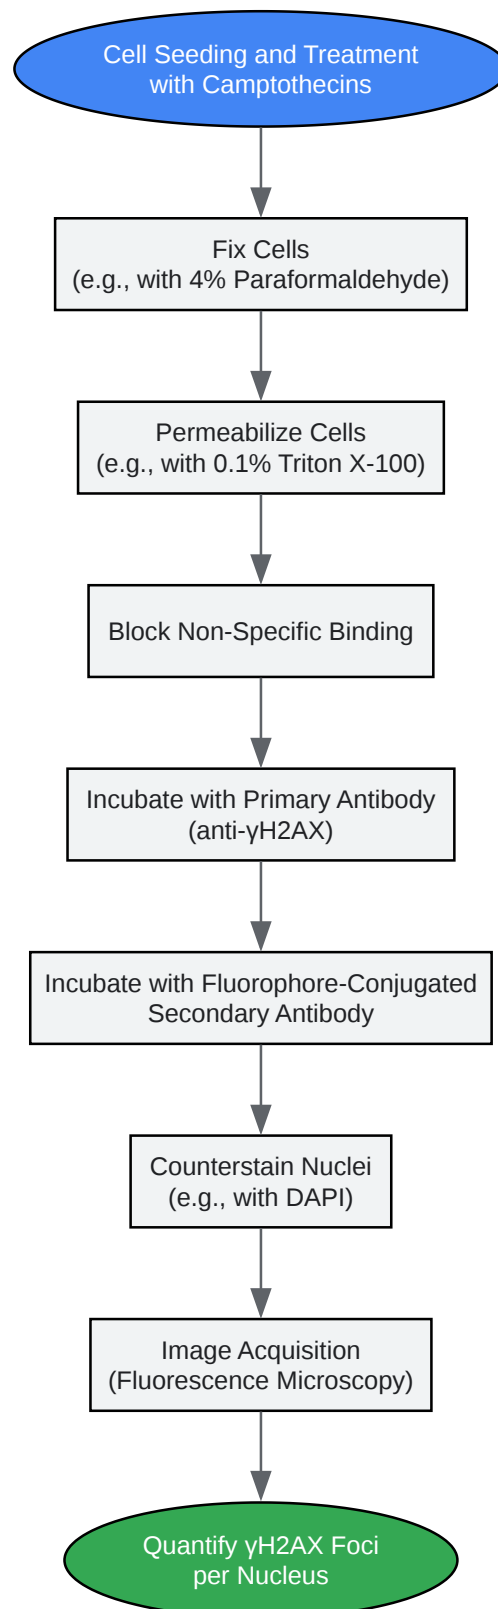 Cell Seeding and Treatment
with Camptothecins
Fix Cells
(e.g., with 4% Paraformaldehyde)
Permeabilize Cells
(e.g., with 0.1% Triton X-100)
Block Non-Specific Binding
Incubate with Primary Antibody
(anti-γH2AX)
Incubate with Fluorophore-Conjugated
Secondary Antibody
Counterstain Nuclei
(e.g., with DAPI)
Image Acquisition
(Fluorescence Microscopy)
Quantify γH2AX Foci
per Nucleus